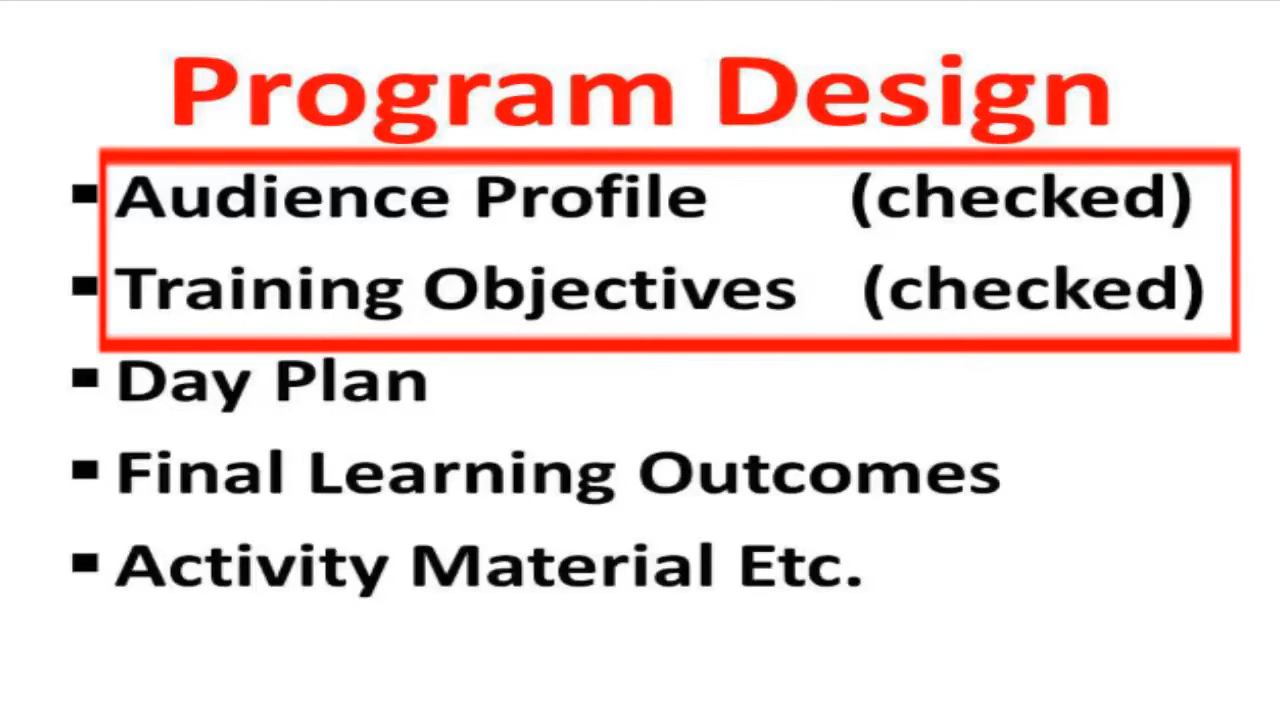 Program Design
▪ Audience Profile (checked)
▪ Training Objectives (checked)
▪ Day Plan
▪ Final Learning Outcomes
▪ Activity Material Etc.